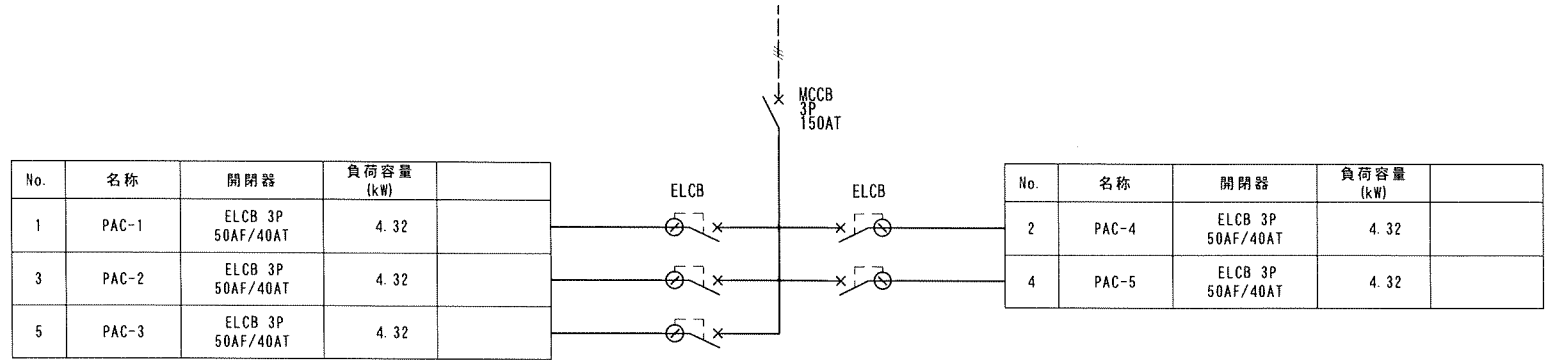 MCCB
3P
150AT
No. 名称 開閉器 負荷容量
(kW)
1 PAC-1 ELCB 3P
50AF/40AT 4.32
3 PAC-2 ELCB 3P
50AF/40AT 4.32
5 PAC-3 ELCB 3P
50AF/40AT 4.32
ELCB
ELCB
No. 名称 開閉器 負荷容量
(kW)
2 PAC-4 ELCB 3P
50AF/40AT 4.32
4 PAC-5 ELCB 3P
50AF/40AT 4.32